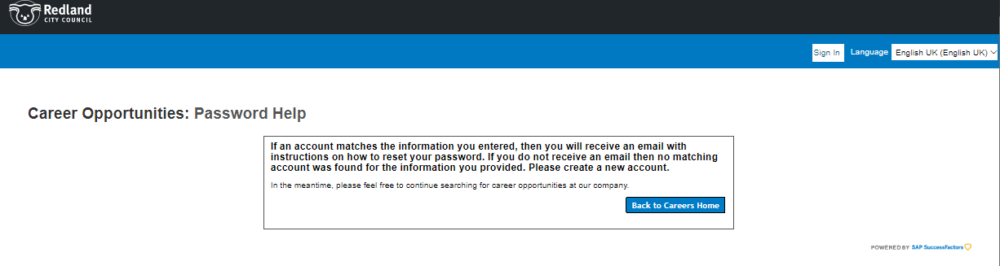 Redland
CITY COUNCIL
Sign In Language English UK (English UK)
Career Opportunities: Password Help
If an account matches the information you entered, then you will receive an email with
instructions on how to reset your password. If you do not receive an email then no matching
account was found for the information you provided. Please create a new account.
In the meantime, please feel free to continue searching for career opportunities at our company.
Back to Careers Home
POWERED BY SAP SuccessFactors